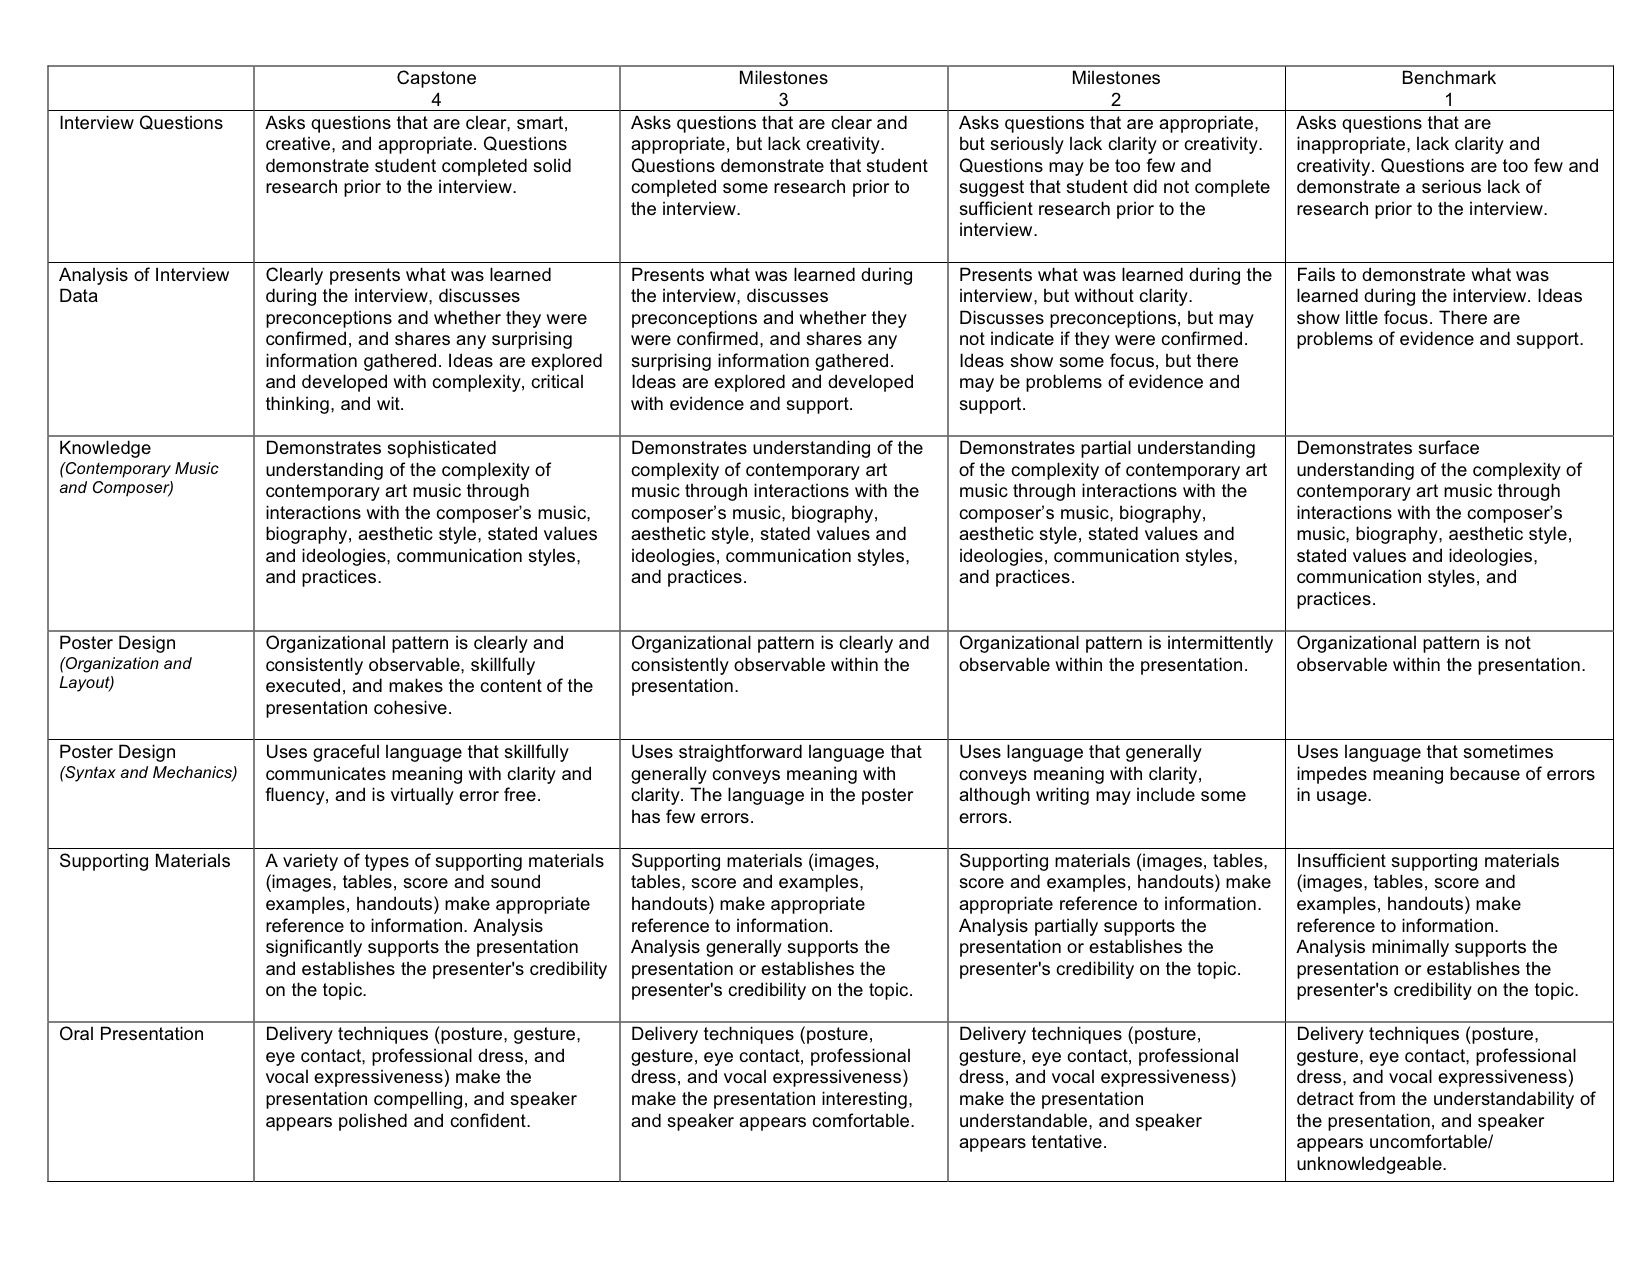 Capstone
4
Milestones
3
Milestones
2
Benchmark
1
Interview Questions
Asks questions that are clear, smart,
creative, and appropriate. Questions
demonstrate student completed solid
research prior to the interview.
Asks questions that are clear and
appropriate, but lack creativity.
Questions demonstrate that student
completed some research prior to
the interview.
Asks questions that are appropriate,
but seriously lack clarity or creativity.
Questions may be too few and
suggest that student did not complete
sufficient research prior to the
interview.
Asks questions that are
inappropriate, lack clarity and
creativity. Questions are too few and
demonstrate a serious lack of
research prior to the interview.
Analysis of Interview
Data
Clearly presents what was learned
during the interview, discusses
preconceptions and whether they were
confirmed, and shares any surprising
information gathered. Ideas are explored
and developed with complexity, critical
thinking, and wit.
Presents what was learned during
the interview, discusses
preconceptions and whether they
were confirmed, and shares any
surprising information gathered.
Ideas are explored and developed
with evidence and support.
Presents what was learned during the
interview, but without clarity.
Discusses preconceptions, but may
not indicate if they were confirmed.
Ideas show some focus, but there
may be problems of evidence and
support.
Fails to demonstrate what was
learned during the interview. Ideas
show little focus. There are
problems of evidence and support.
Knowledge
(Contemporary Music
and Composer)
Demonstrates sophisticated
understanding of the complexity of
contemporary art music through
interactions with the composer’s music,
biography, aesthetic style, stated values
and ideologies, communication styles,
and practices.
Demonstrates understanding of the
complexity of contemporary art
music through interactions with the
composer’s music, biography,
aesthetic style, stated values and
ideologies, communication styles,
and practices.
Demonstrates partial understanding
of the complexity of contemporary art
music through interactions with the
composer’s music, biography,
aesthetic style, stated values and
ideologies, communication styles,
and practices.
Demonstrates surface
understanding of the complexity of
contemporary art music through
interactions with the composer’s
music, biography, aesthetic style,
stated values and ideologies,
communication styles, and
practices.
Poster Design
(Organization and
Layout)
Organizational pattern is clearly and
consistently observable, skillfully
executed, and makes the content of the
presentation cohesive.
Organizational pattern is clearly and
consistently observable within the
presentation.
Organizational pattern is intermittently
observable within the presentation.
Organizational pattern is not
observable within the presentation.
Poster Design
(Syntax and Mechanics)
Uses graceful language that skillfully
communicates meaning with clarity and
fluency, and is virtually error free.
Uses straightforward language that
generally conveys meaning with
clarity. The language in the poster
has few errors.
Uses language that generally
conveys meaning with clarity,
although writing may include some
errors.
Uses language that sometimes
impedes meaning because of errors
in usage.
Supporting Materials
A variety of types of supporting materials
(images, tables, score and sound
examples, handouts) make appropriate
reference to information. Analysis
significantly supports the presentation
and establishes the presenter's credibility
on the topic.
Supporting materials (images,
tables, score and examples,
handouts) make appropriate
reference to information.
Analysis generally supports the
presentation or establishes the
presenter's credibility on the topic.
Supporting materials (images, tables,
score and examples, handouts) make
appropriate reference to information.
Analysis partially supports the
presentation or establishes the
presenter's credibility on the topic.
Insufficient supporting materials
(images, tables, score and
examples, handouts) make
reference to information.
Analysis minimally supports the
presentation or establishes the
presenter's credibility on the topic.
Oral Presentation
Delivery techniques (posture, gesture,
eye contact, professional dress, and
vocal expressiveness) make the
presentation compelling, and speaker
appears polished and confident.
Delivery techniques (posture,
gesture, eye contact, professional
dress, and vocal expressiveness)
make the presentation interesting,
and speaker appears comfortable.
Delivery techniques (posture,
gesture, eye contact, professional
dress, and vocal expressiveness)
make the presentation
understandable, and speaker
appears tentative.
Delivery techniques (posture,
gesture, eye contact, professional
dress, and vocal expressiveness)
detract from the understandability of
the presentation, and speaker
appears uncomfortable/
unknowledgeable.